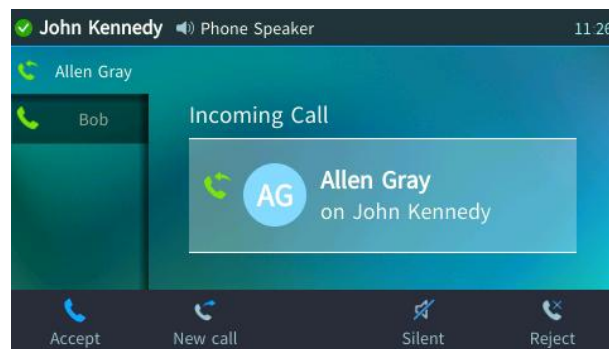 John Kennedy Phone Speaker 11:26
Allen Gray
Bob
Incoming Call
AG
Allen Gray
on John Kennedy
Accept New call Silent Reject